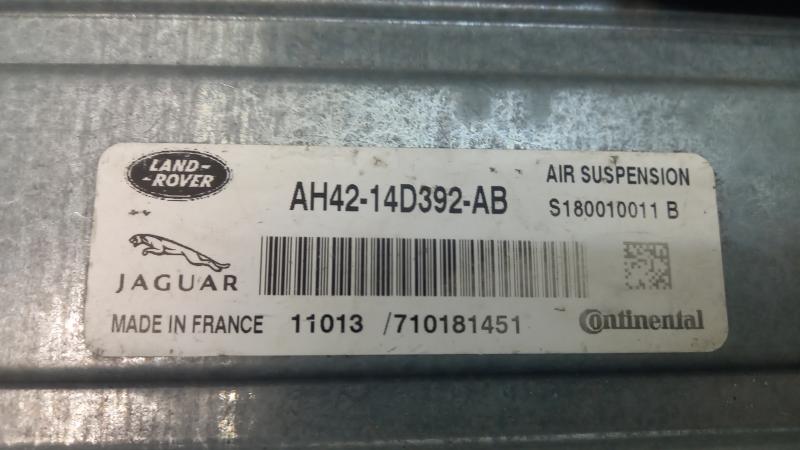 LAND-
-ROVER
AH42-14D392-AB
AIR SUSPENSION
S180010011 B
JAGUAR
MADE IN FRANCE 11013 /710181451 Continental